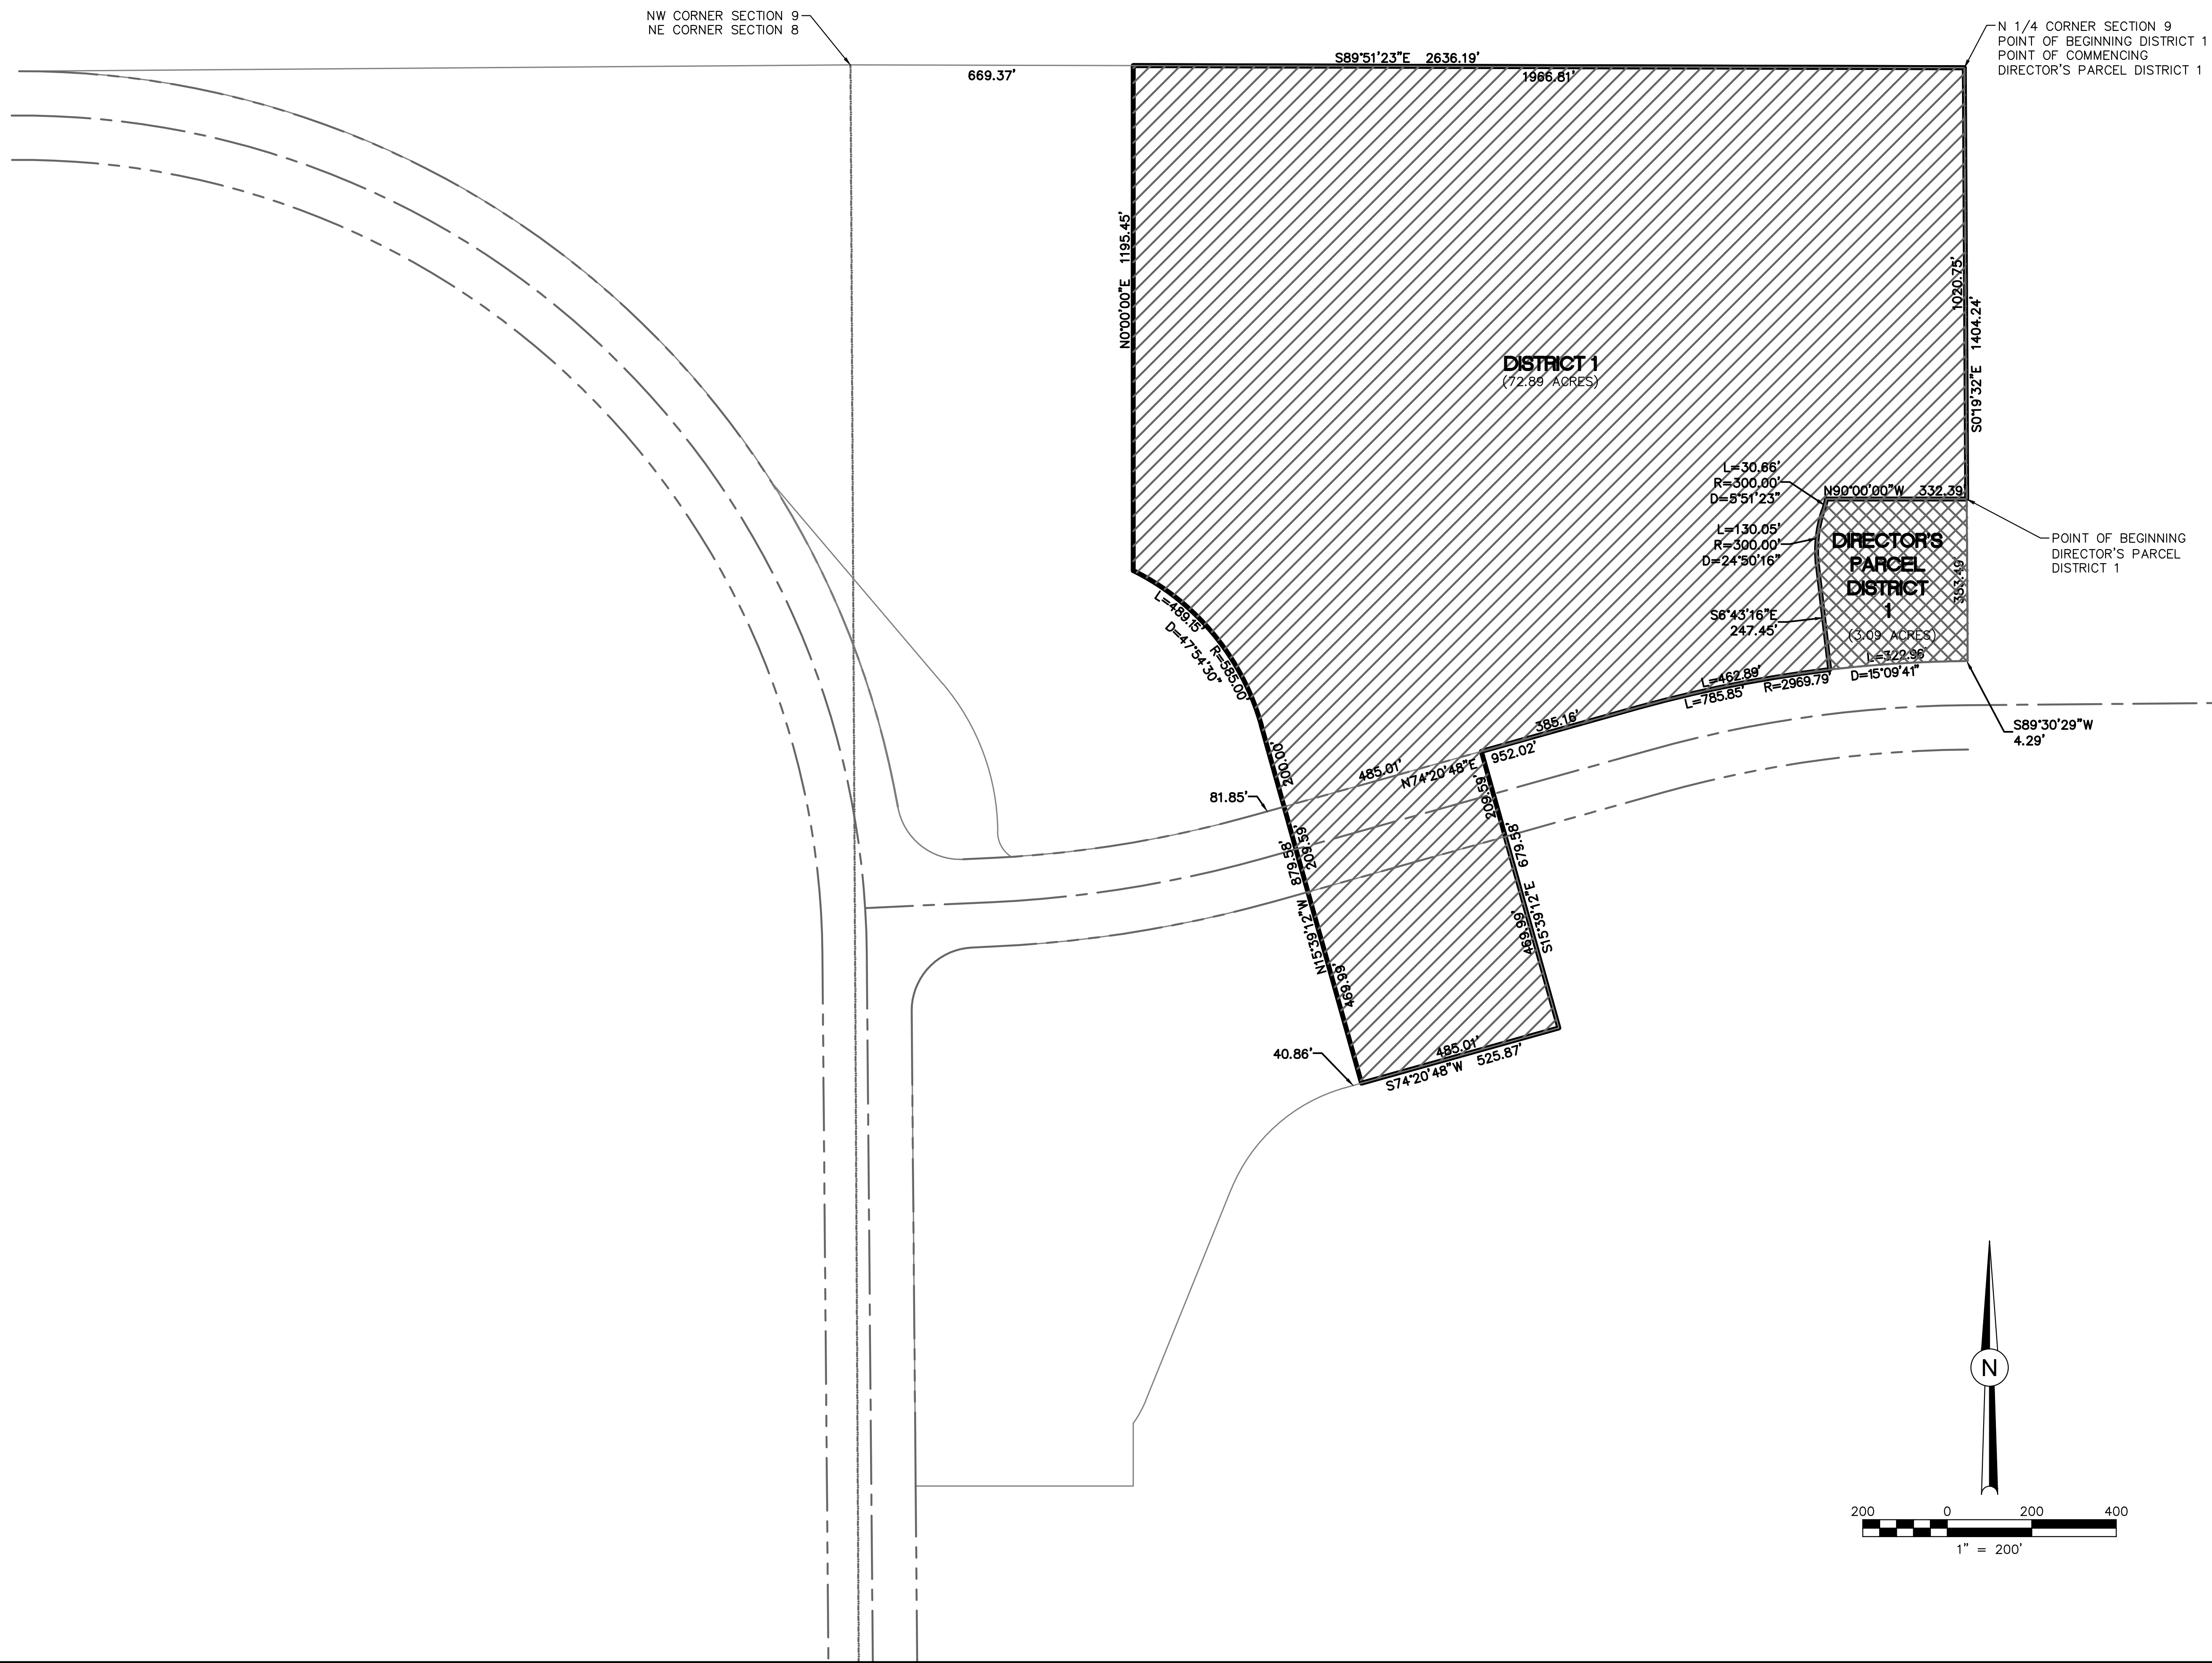 NW CORNER SECTION 9
NE CORNER SECTION 8
N 1/4 CORNER SECTION 9
POINT OF BEGINNING DISTRICT 1
POINT OF COMMENCING
DIRECTOR'S PARCEL DISTRICT 1
S89°51'23"E 2636.19'
669.37'
1966.81'
N0°00'00"E 1195.45'
1020.75'
S0°19'32"E 1404.24'
DISTRICT 1
(72.89 ACRES)
L=30.66'
R=300.00'
D=5°51'23"
N90°00'00"W 332.39'
L=130.05'
R=300.00'
D=24°50'16"
DIRECTOR'S
PARCEL
DISTRICT
1
(3.09 ACRES)
383.49'
POINT OF BEGINNING
DIRECTOR'S PARCEL
DISTRICT 1
S6°43'16"E
247.45'
L=322.96'
D=15°09'41"
L=462.89'
L=785.85'
R=2969.79'
S89°30'29"W
4.29'
L=489.15'
R=585.00'
D=47°54'30"
200.00'
385.16'
952.02'
485.01'
N74°20'48"E
81.85'
209.59'
209.59'
879.58'
N15°39'12"W
679.58'
S15°39'12"E
469.99'
469.99'
40.86'
485.01'
S74°20'48"W 525.87'
N
200 0 200 400
1" = 200'